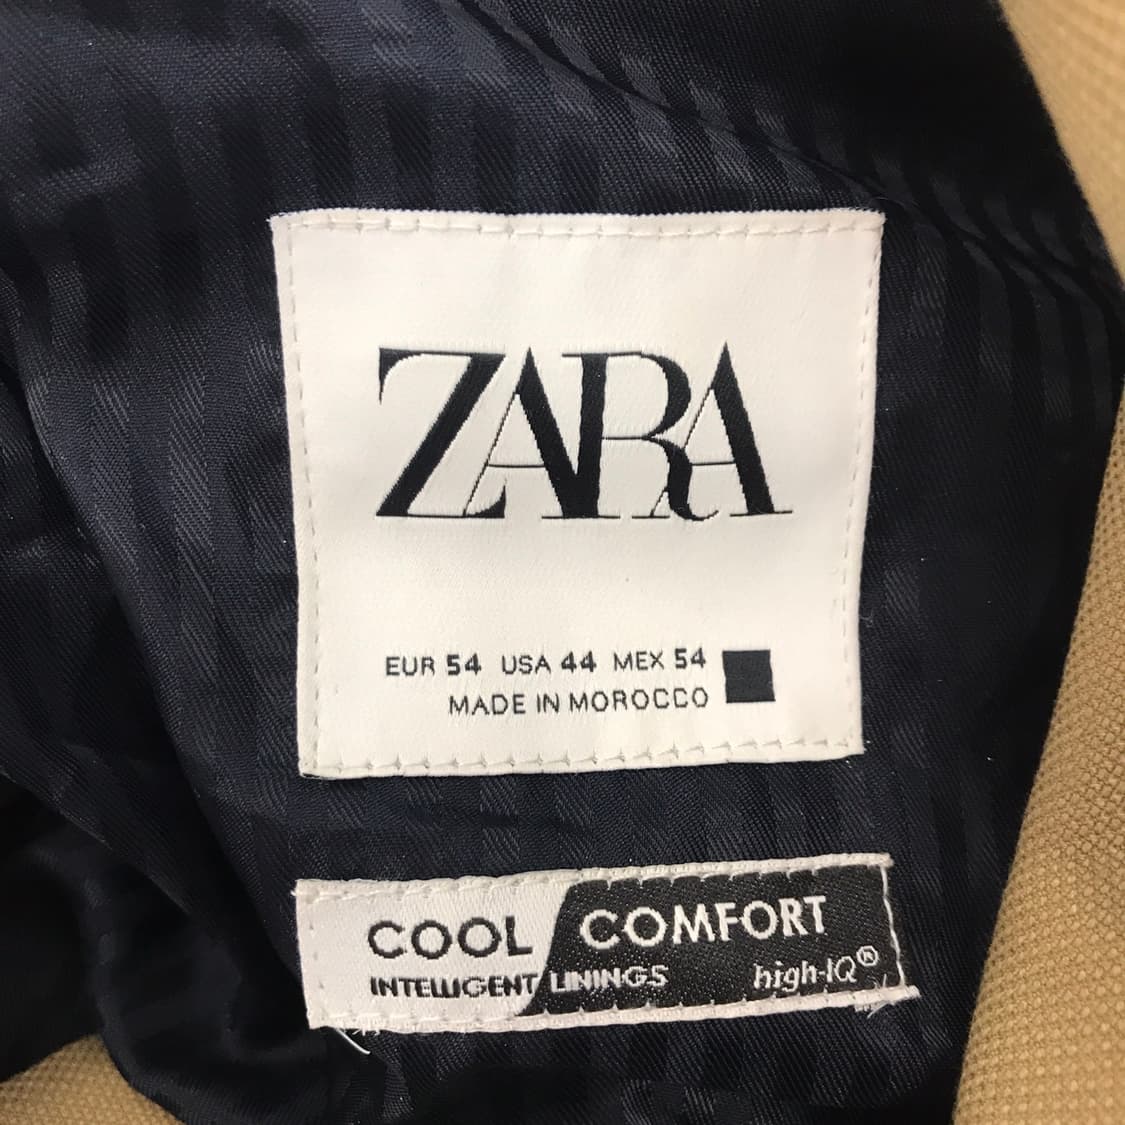 ZARA
EUR 54 USA 44 MEX 54
MADE IN MOROCCO
COOL COMFORT
INTELLIGENT LININGS high-IQ®